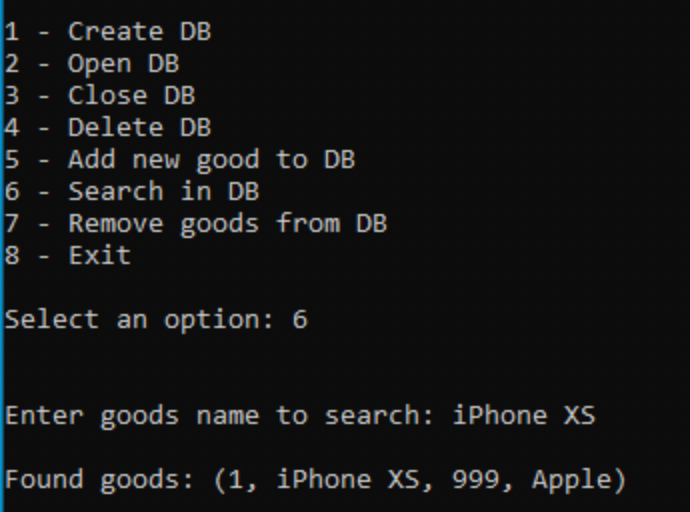 1 - Create DB
2 - Open DB
3 - Close DB
4 - Delete DB
5 - Add new good to DB
6 - Search in DB
7 - Remove goods from DB
8 - Exit
Select an option: 6
Enter goods name to search: iPhone XS
Found goods: (1, iPhone XS, 999, Apple)